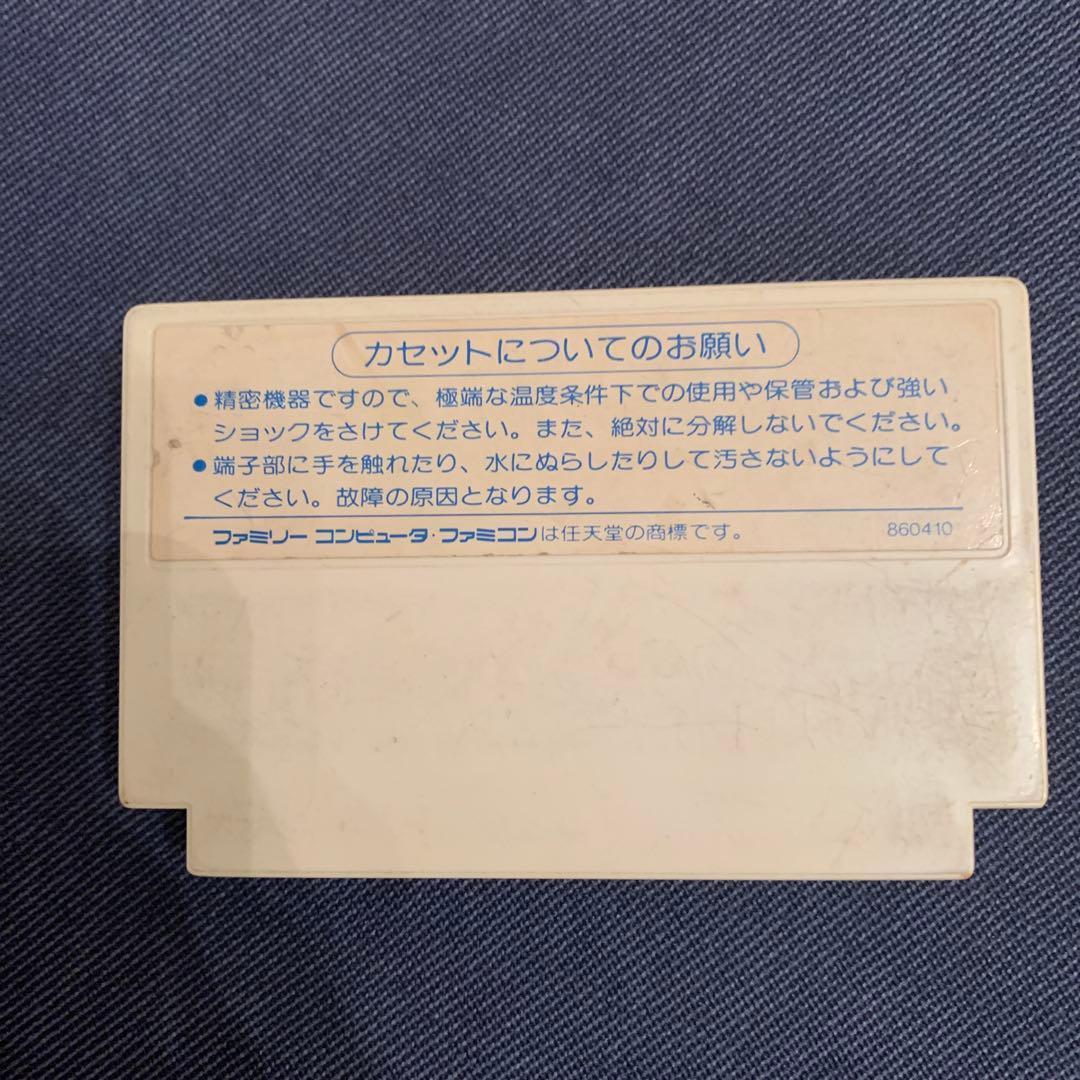 カセットについてのお願い
●精密機器ですので、極端な温度条件下での使用や保管および強い
ショックをさけてください。また、絶対に分解しないでください。
●端子部に手を触れたり、水にぬらしたりして汚さないようにして
ください。故障の原因となります。
ファミリー コンピュータ・ファミコンは任天堂の商標です。 860410